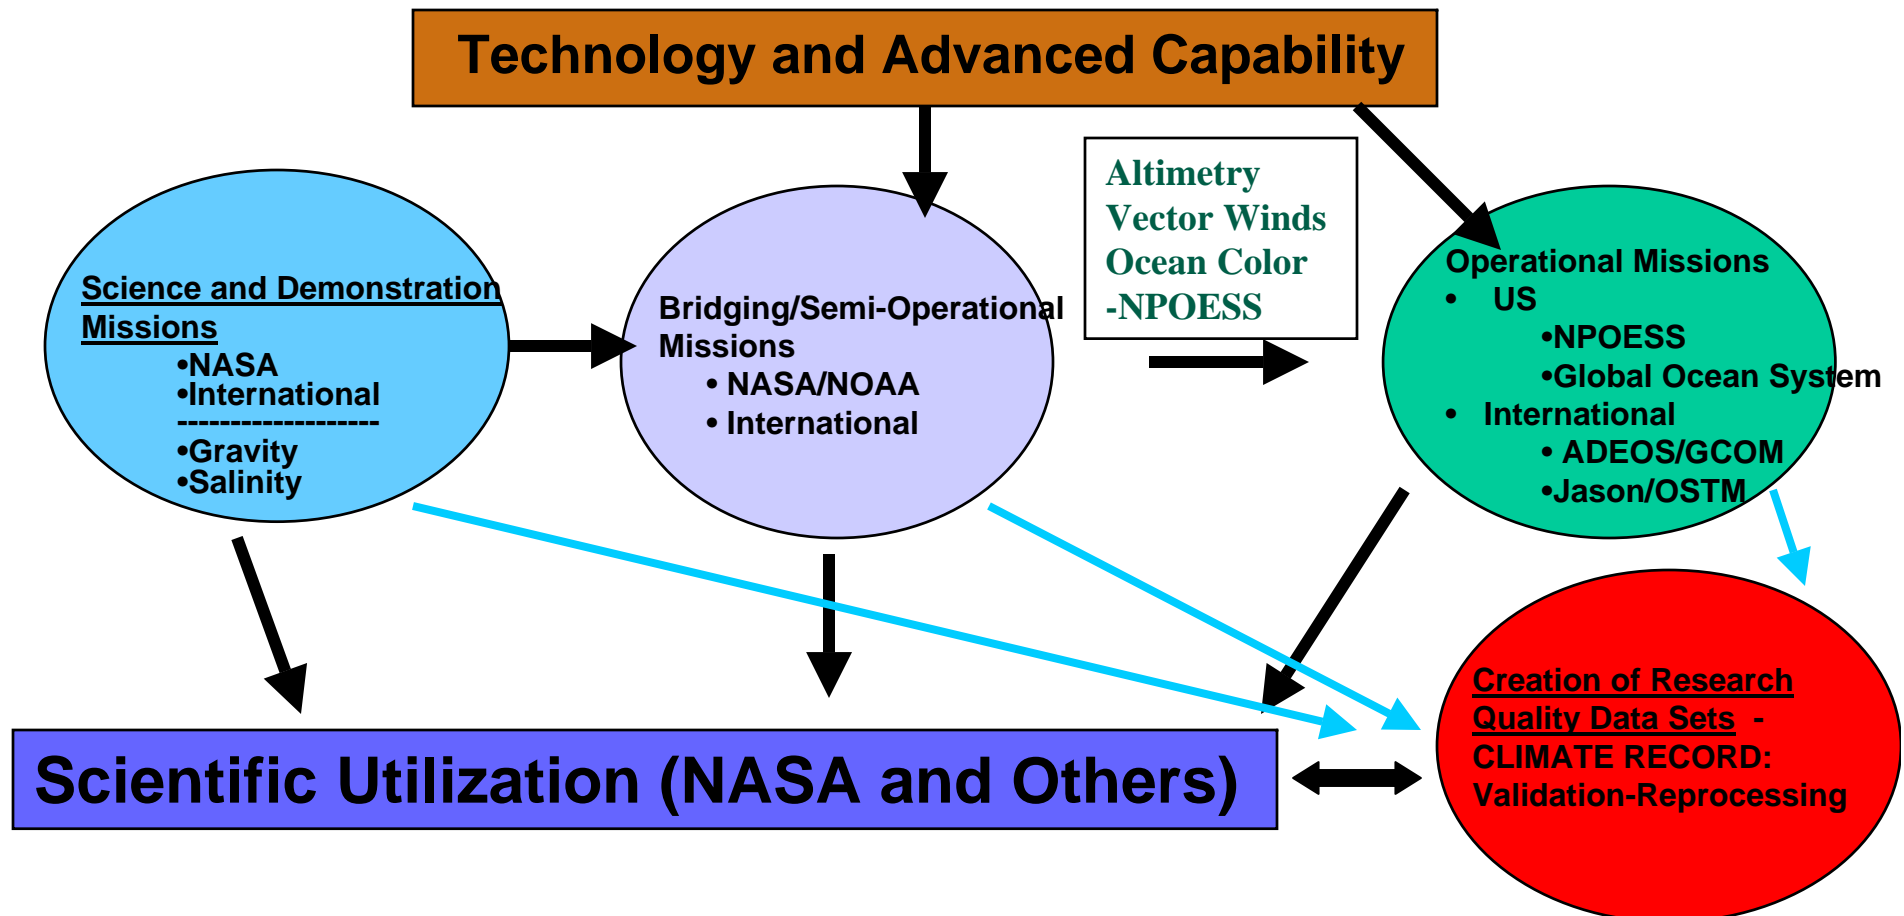 Technology and Advanced Capability
Altimetry
Vector Winds
Ocean Color
-NPOESS
Science and Demonstration
Missions
•NASA
•International
-------------------
•Gravity
•Salinity
Bridging/Semi-Operational
Missions
• NASA/NOAA
• International
Operational Missions
• US
•NPOESS
•Global Ocean System
• International
• ADEOS/GCOM
•Jason/OSTM
Creation of Research
Quality Data Sets -
CLIMATE RECORD:
Validation-Reprocessing
Scientific Utilization (NASA and Others)